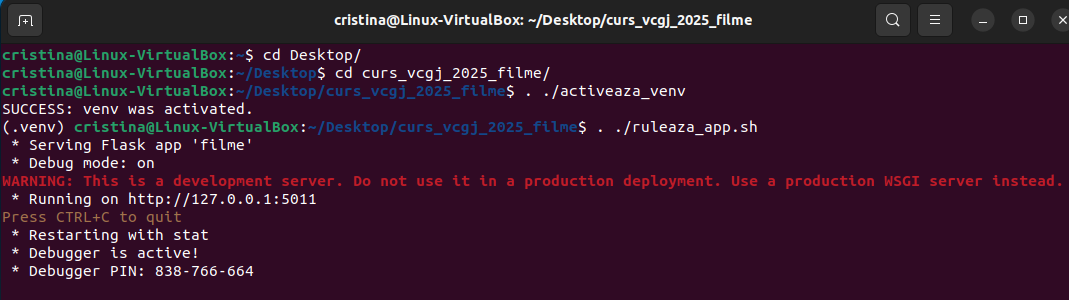 cristina@Linux-VirtualBox: ~/Desktop/curs_vcgj_2025_filme
cristina@Linux-VirtualBox:~$ cd Desktop/
cristina@Linux-VirtualBox:~/Desktop$ cd curs_vcgj_2025_filme/
cristina@Linux-VirtualBox:~/Desktop/curs_vcgj_2025_filme$ . ./activeaza_venv
SUCCESS: venv was activated.
(.venv) cristina@Linux-VirtualBox:~/Desktop/curs_vcgj_2025_filme$ . ./ruleaza_app.sh
 * Serving Flask app 'filme'
 * Debug mode: on
WARNING: This is a development server. Do not use it in a production deployment. Use a production WSGI server instead.
 * Running on http://127.0.0.1:5011
Press CTRL+C to quit
 * Restarting with stat
 * Debugger is active!
 * Debugger PIN: 838-766-664